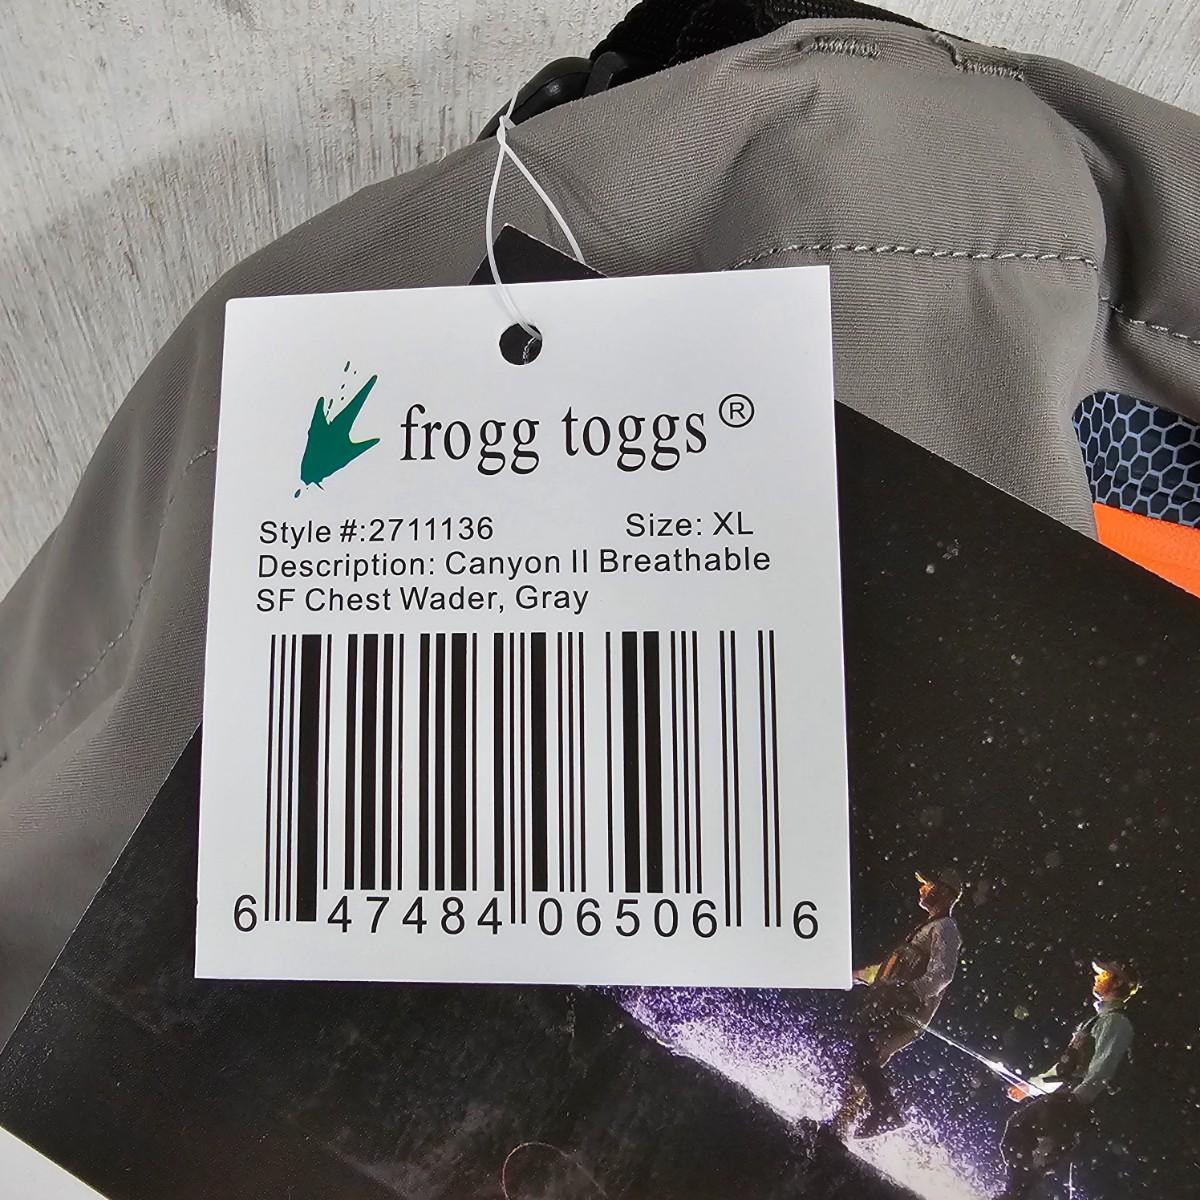 frogg toggs®
Style #:2711136 Size: XL
Description: Canyon II Breathable
SF Chest Wader, Gray
6 47484 06506 6